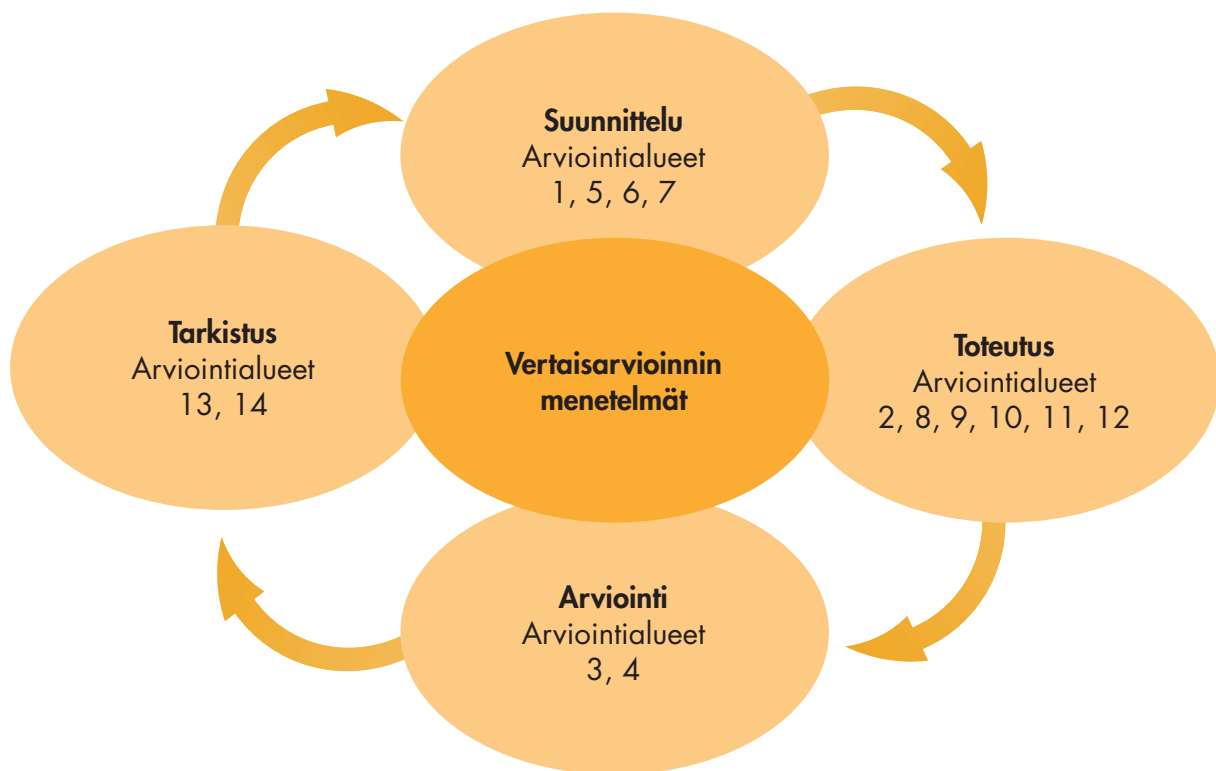 Suunnittelu
Arviointialueet
1, 5, 6, 7
Tarkistus
Arviointialueet
13, 14
Vertaisarvioinnin
menetelmät
Toteutus
Arviointialueet
2, 8, 9, 10, 11, 12
Arviointi
Arviointialueet
3, 4